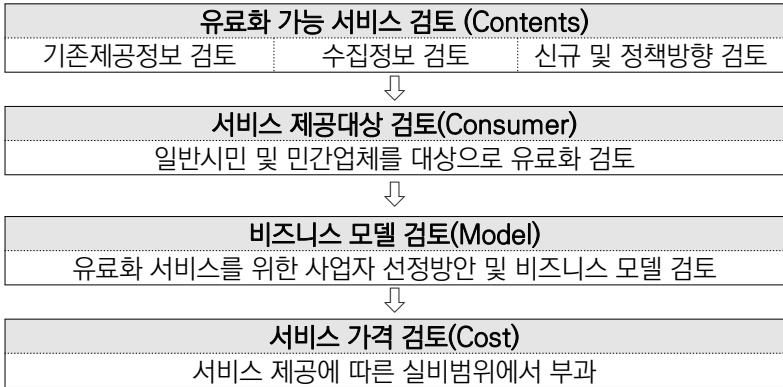 유료화 가능 서비스 검토 (Contents)
기존제공정보 검토 수집정보 검토 신규 및 정책방향 검토
서비스 제공대상 검토(Consumer)
일반시민 및 민간업체를 대상으로 유료화 검토
비즈니스 모델 검토(Model)
유료화 서비스를 위한 사업자 선정방안 및 비즈니스 모델 검토
서비스 가격 검토(Cost)
서비스 제공에 따른 실비범위에서 부과